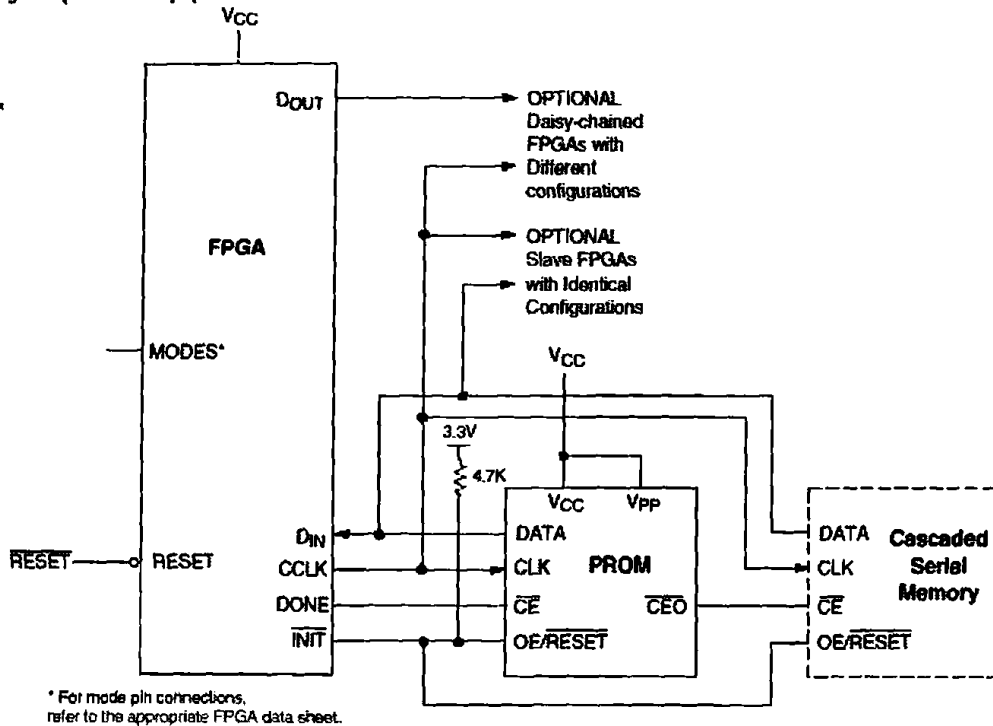 VCC
DOUT
OPTIONAL
Daisy-chained
FPGAs with
Different
configurations
FPGA
OPTIONAL
Slave FPGAs
with Identical
Configurations
MODES*
VCC
3.3V
4.7K
VCC
VPP
DIN
DATA
DATA
Cascaded
Serial
Memory
RESET
RESET
CCLK
CLK
PROM
CLK
DONE
CE
CEO
CE
INIT
OE/RESET
OE/RESET
* For mode pin connections,
refer to the appropriate FPGA data sheet.